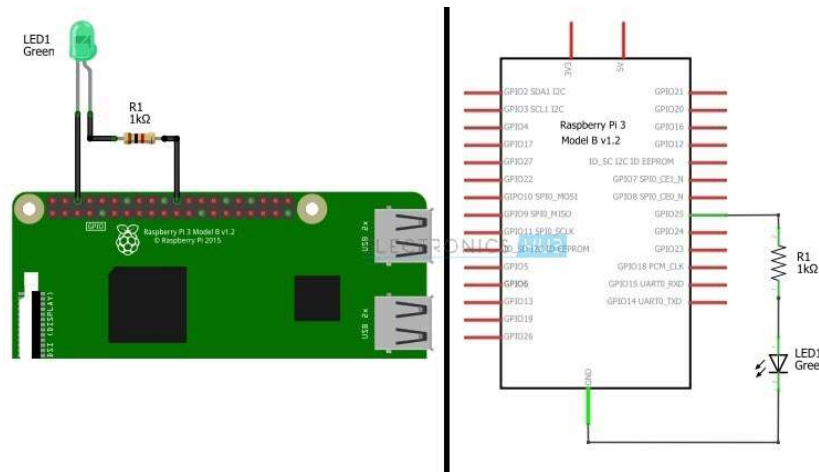 LED1
Green
R1
1kΩ
GPIO
Raspberry Pi 3 Model B v1.2
© Raspberry Pi 2015
USB 2x
USB 2x
DSI (DISPLAY)
3V3
5V
GPIO2 SDA1 I2C
GPIO3 SCL1 I2C
GPIO4
GPIO17
GPIO27
GPIO22
GPIO10 SPI0_MOSI
GPIO9 SPI0_MISO
GPIO11 SPI0_SCLK
ID_SD I2C ID EEPROM
GPIO5
GPIO6
GPIO13
GPIO19
GPIO26
Raspberry Pi 3
Model B v1.2
GPIO21
GPIO20
GPIO16
GPIO12
ID_SC I2C ID EEPROM
GPIO7 SPI0_CE1_N
GPIO8 SPI0_CE0_N
GPIO25
GPIO24
GPIO23
GPIO18 PCM_CLK
GPIO15 UART0_RXD
GPIO14 UART0_TXD
GND
R1
1kΩ
LED1
Gree
ELECTRONICS HUB